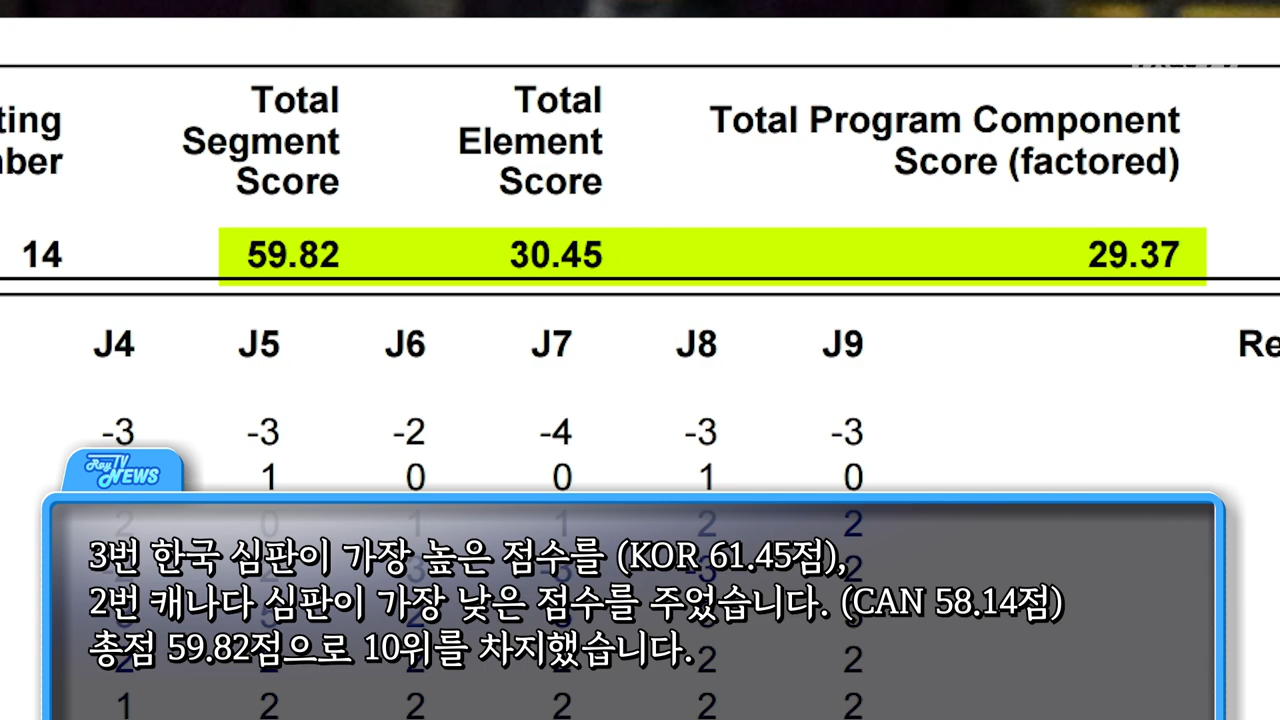 Total
Segment
Score
Total
Element
Score
Total Program Component
Score (factored)
14 59.82 30.45 29.37
J4 J5 J6 J7 J8 J9
-3 -3 -2 -4 -3 -3
1 0 0 1 0
RoyTV
NEWS
3번 한국 심판이 가장 높은 점수를 (KOR 61.45점),
2번 캐나다 심판이 가장 낮은 점수를 주었습니다. (CAN 58.14점)
총점 59.82점으로 10위를 차지했습니다.
1 2 2 2 2 2